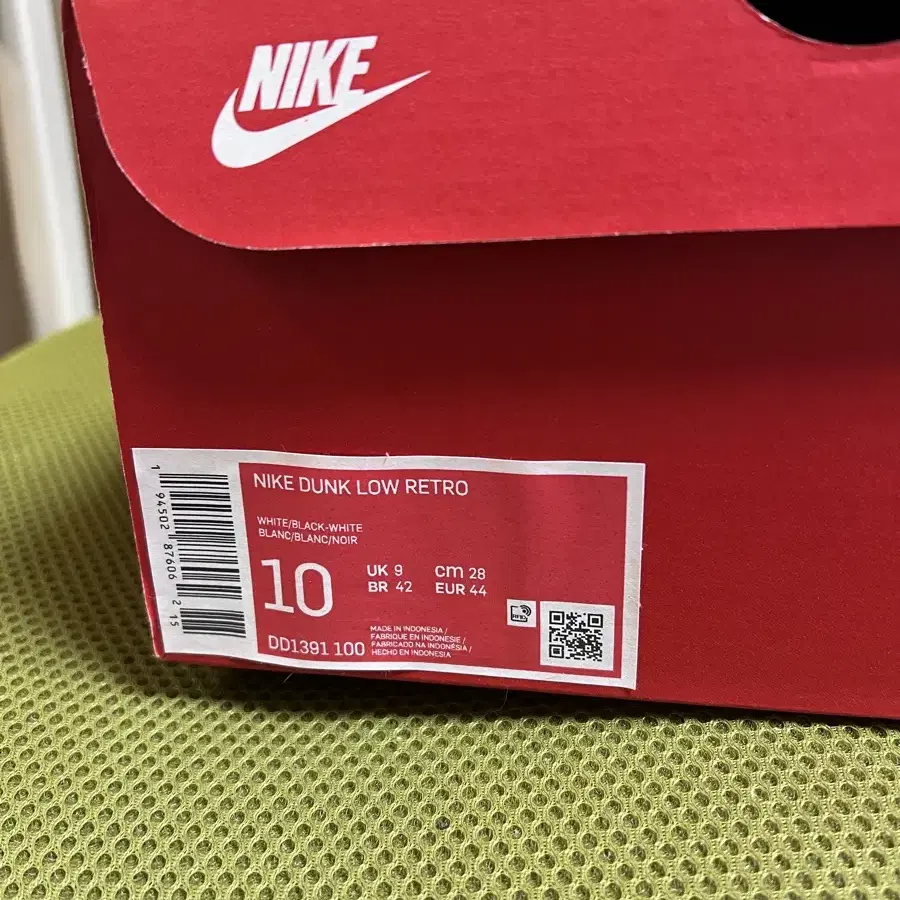 NIKE
NIKE DUNK LOW RETRO
WHITE/BLACK-WHITE
BLANC/BLANC/NOIR
10
UK 9 cm 28
BR 42 EUR 44
RFID
DD1391 100
MADE IN INDONESIA /
FABRIQUE EN INDONESIE /
FABRICADO NA INDONÉSIA /
HECHO EN INDONESIA
1 94502 87606 2 15